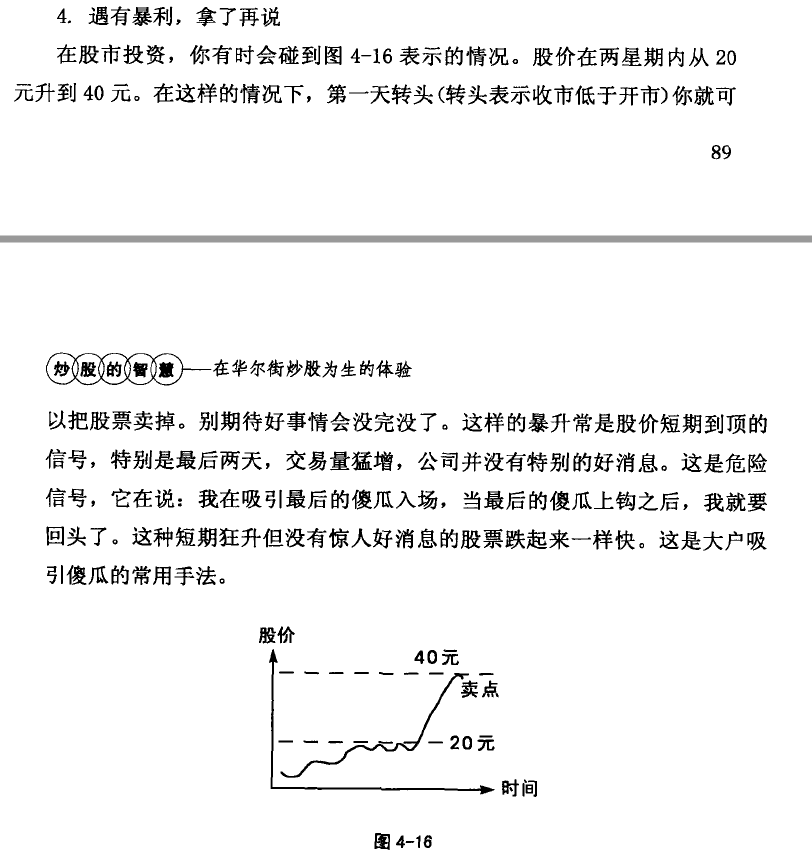 4. 遇有暴利，拿了再说
在股市投资，你有时会碰到图 4-16 表示的情况。股价在两星期内从 20
元升到 40 元。在这样的情况下，第一天转头(转头表示收市低于开市)你就可
89
炒股的智慧——在华尔街炒股为生的体验
以把股票卖掉。别期待好事情会没完没了。这样的暴升常是股价短期到顶的
信号，特别是最后两天，交易量猛增，公司并没有特别的好消息。这是危险
信号，它在说：我在吸引最后的傻瓜入场，当最后的傻瓜上钩之后，我就要
回头了。这种短期狂升但没有惊人好消息的股票跌起来一样快。这是大户吸
引傻瓜的常用手法。
股价
40元
卖点
20元
时间
图 4-16